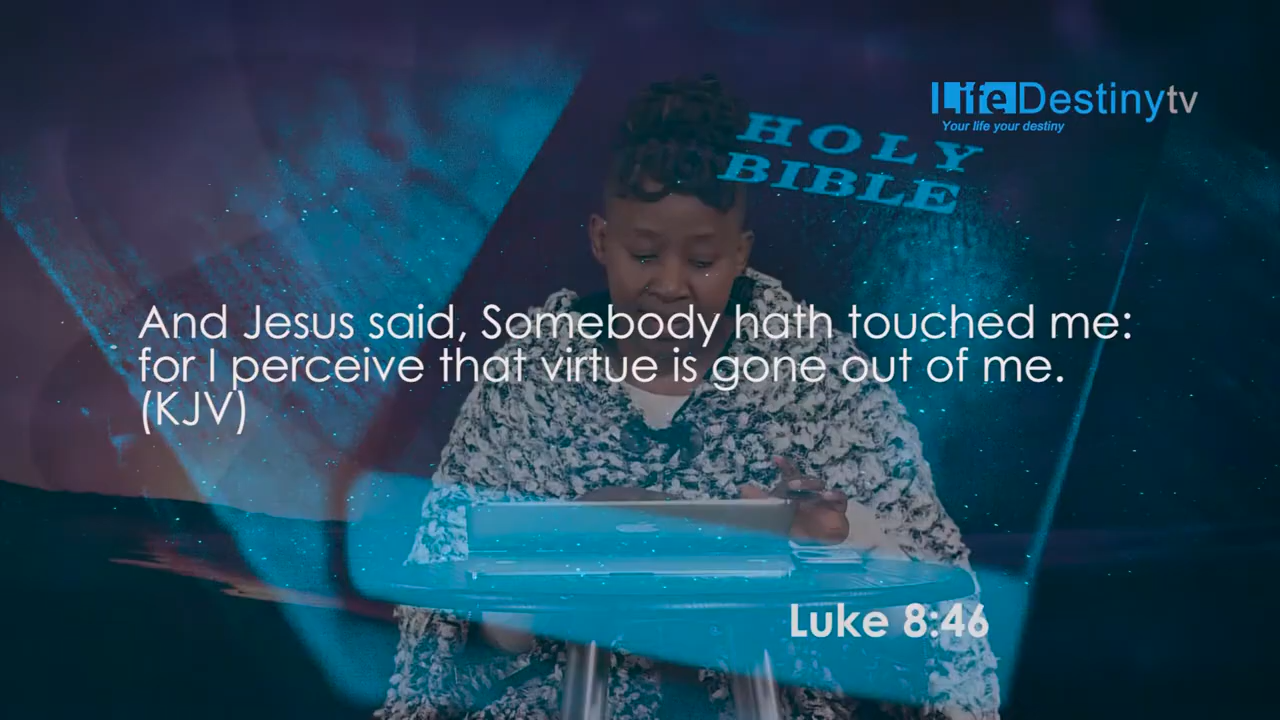 LifeDestinytv
Your life your destiny
HOLY
BIBLE
And Jesus said, Somebody hath touched me:
for I perceive that virtue is gone out of me.
(KJV)
Luke 8:46